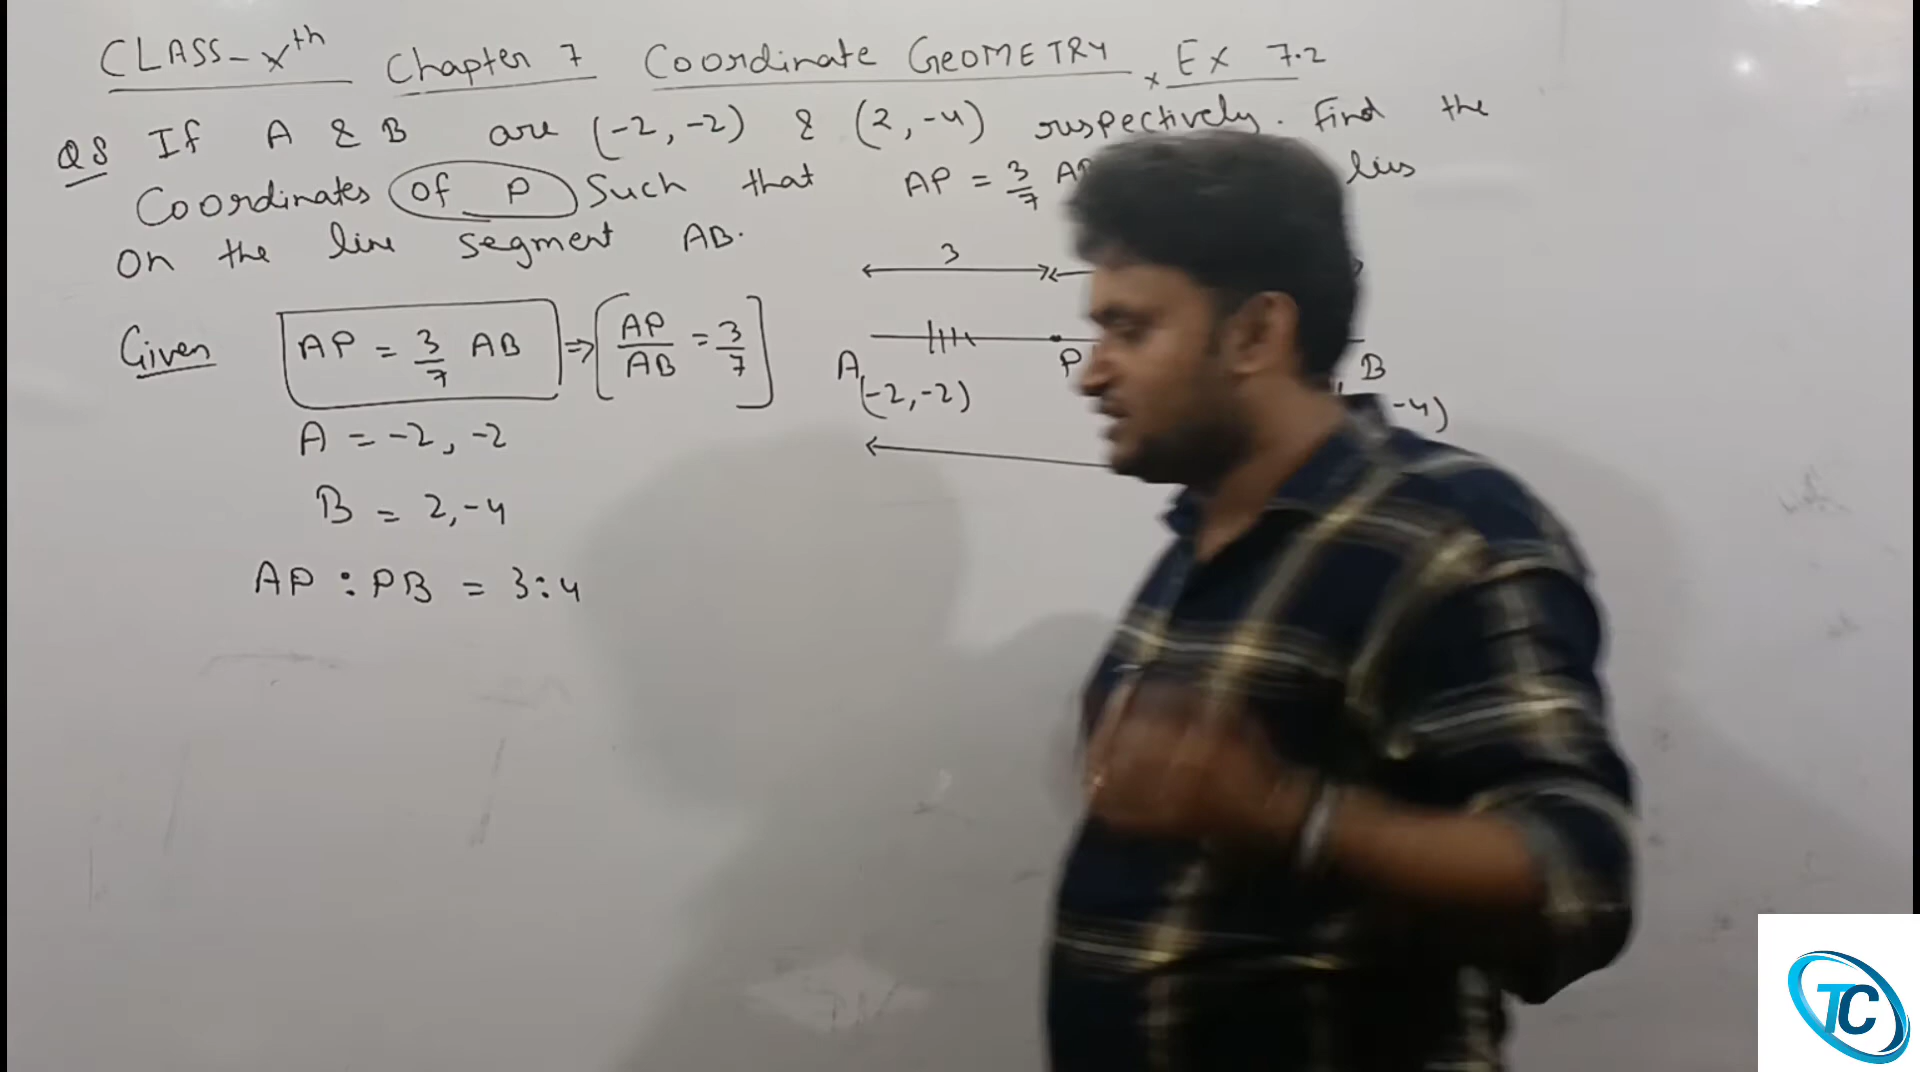 CLASS-Xth Chapter 7 Coordinate GEOMETRY Ex 7.2
Q8 If A & B are (-2,-2) & (2,-4) respectively. Find the
Coordinates of P Such that AP = 3/7 lies
On the line segment AB.
3
Given AP = 3/7 AB ⇒ [AP/AB = 3/7]
A P B
(-2,-2) -4)
A = -2, -2
B = 2, -4
AP : PB = 3:4
TC